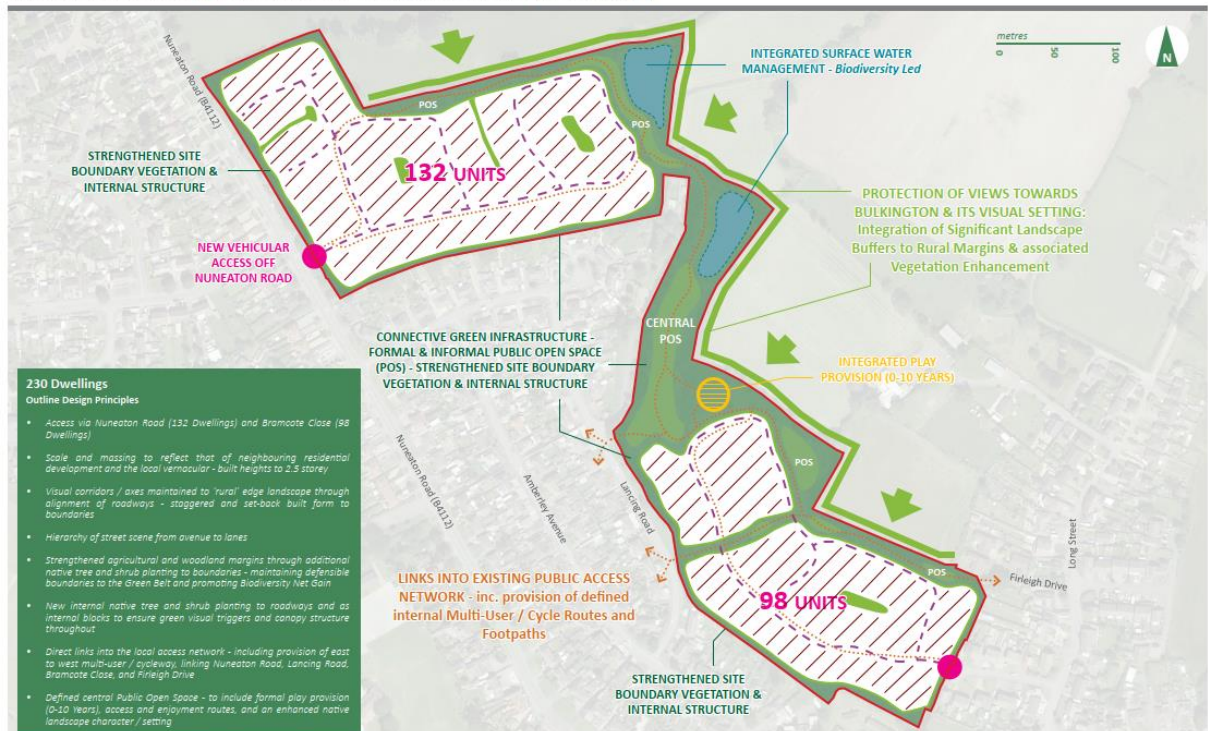 Nuneaton Road (B4112)
POS
INTEGRATED SURFACE WATER
MANAGEMENT - Biodiversity Led
metres
0
50
100
N
POS
STRENGTHENED SITE
BOUNDARY VEGETATION &
INTERNAL STRUCTURE
132 UNITS
PROTECTION OF VIEWS TOWARDS
BULKINGTON & ITS VISUAL SETTING:
Integration of Significant Landscape
Buffers to Rural Margins & associated
Vegetation Enhancement
NEW VEHICULAR
ACCESS OFF
NUNEATON ROAD
CENTRAL
POS
CONNECTIVE GREEN INFRASTRUCTURE -
FORMAL & INFORMAL PUBLIC OPEN SPACE
(POS) - STRENGTHENED SITE BOUNDARY
VEGETATION & INTERNAL STRUCTURE
INTEGRATED PLAY
PROVISION (0-10 YEARS)
230 Dwellings
Outline Design Principles
• Access via Nuneaton Road (132 Dwellings) and Bramcote Close (98
Dwellings)
• Scale and massing to reflect that of neighbouring residential
development and the local vernacular - built heights to 2.5 storey
• Visual corridors / axes maintained to 'rural' edge landscape through
alignment of roadways - staggered and set-back built form to
boundaries
• Hierarchy of street scene from avenue to lanes
• Strengthened agricultural and woodland margins through additional
native tree and shrub planting to boundaries - maintaining defensible
boundaries to the Green Belt and promoting Biodiversity Net Gain
• New internal native tree and shrub planting to roadways and as
internal blocks to ensure green visual triggers and canopy structure
throughout
• Direct links into the local access network - including provision of east
to west multi-user / cycleway, linking Nuneaton Road, Lancing Road,
Bramcote Close, and Firleigh Drive
• Defined central Public Open Space - to include formal play provision
(0-10 Years), access and enjoyment routes, and an enhanced native
landscape character / setting
Nuneaton Road (B4112)
Amberley Avenue
Lancing Road
POS
Long Street
POS
Firleigh Drive
LINKS INTO EXISTING PUBLIC ACCESS
NETWORK - inc. provision of defined
internal Multi-User / Cycle Routes and
Footpaths
98 UNITS
STRENGTHENED SITE
BOUNDARY VEGETATION &
INTERNAL STRUCTURE